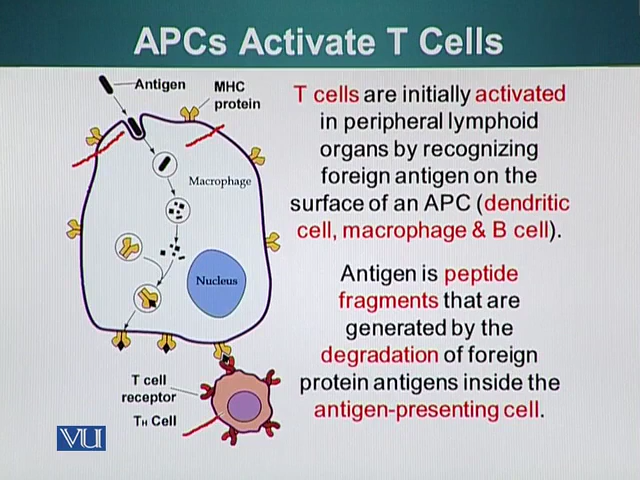 APCs Activate T Cells
Antigen
MHC
protein
Macrophage
Nucleus
T cell
receptor
TH Cell
T cells are initially activated
in peripheral lymphoid
organs by recognizing
foreign antigen on the
surface of an APC (dendritic
cell, macrophage & B cell).
Antigen is peptide
fragments that are
generated by the
degradation of foreign
protein antigens inside the
antigen-presenting cell.
VU